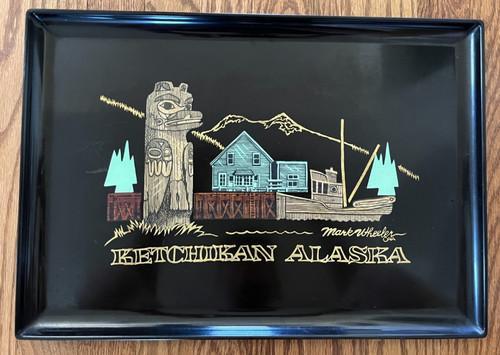 Mark Wheeler
KETCHIKAN ALASKA